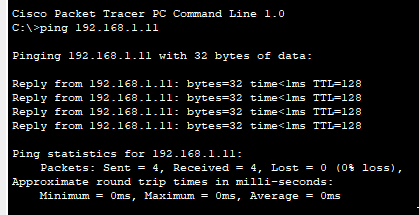 Cisco Packet Tracer PC Command Line 1.0
C:\>ping 192.168.1.11
Pinging 192.168.1.11 with 32 bytes of data:
Reply from 192.168.1.11: bytes=32 time<1ms TTL=128
Reply from 192.168.1.11: bytes=32 time<1ms TTL=128
Reply from 192.168.1.11: bytes=32 time<1ms TTL=128
Reply from 192.168.1.11: bytes=32 time<1ms TTL=128
Ping statistics for 192.168.1.11:
    Packets: Sent = 4, Received = 4, Lost = 0 (0% loss),
Approximate round trip times in milli-seconds:
    Minimum = 0ms, Maximum = 0ms, Average = 0ms